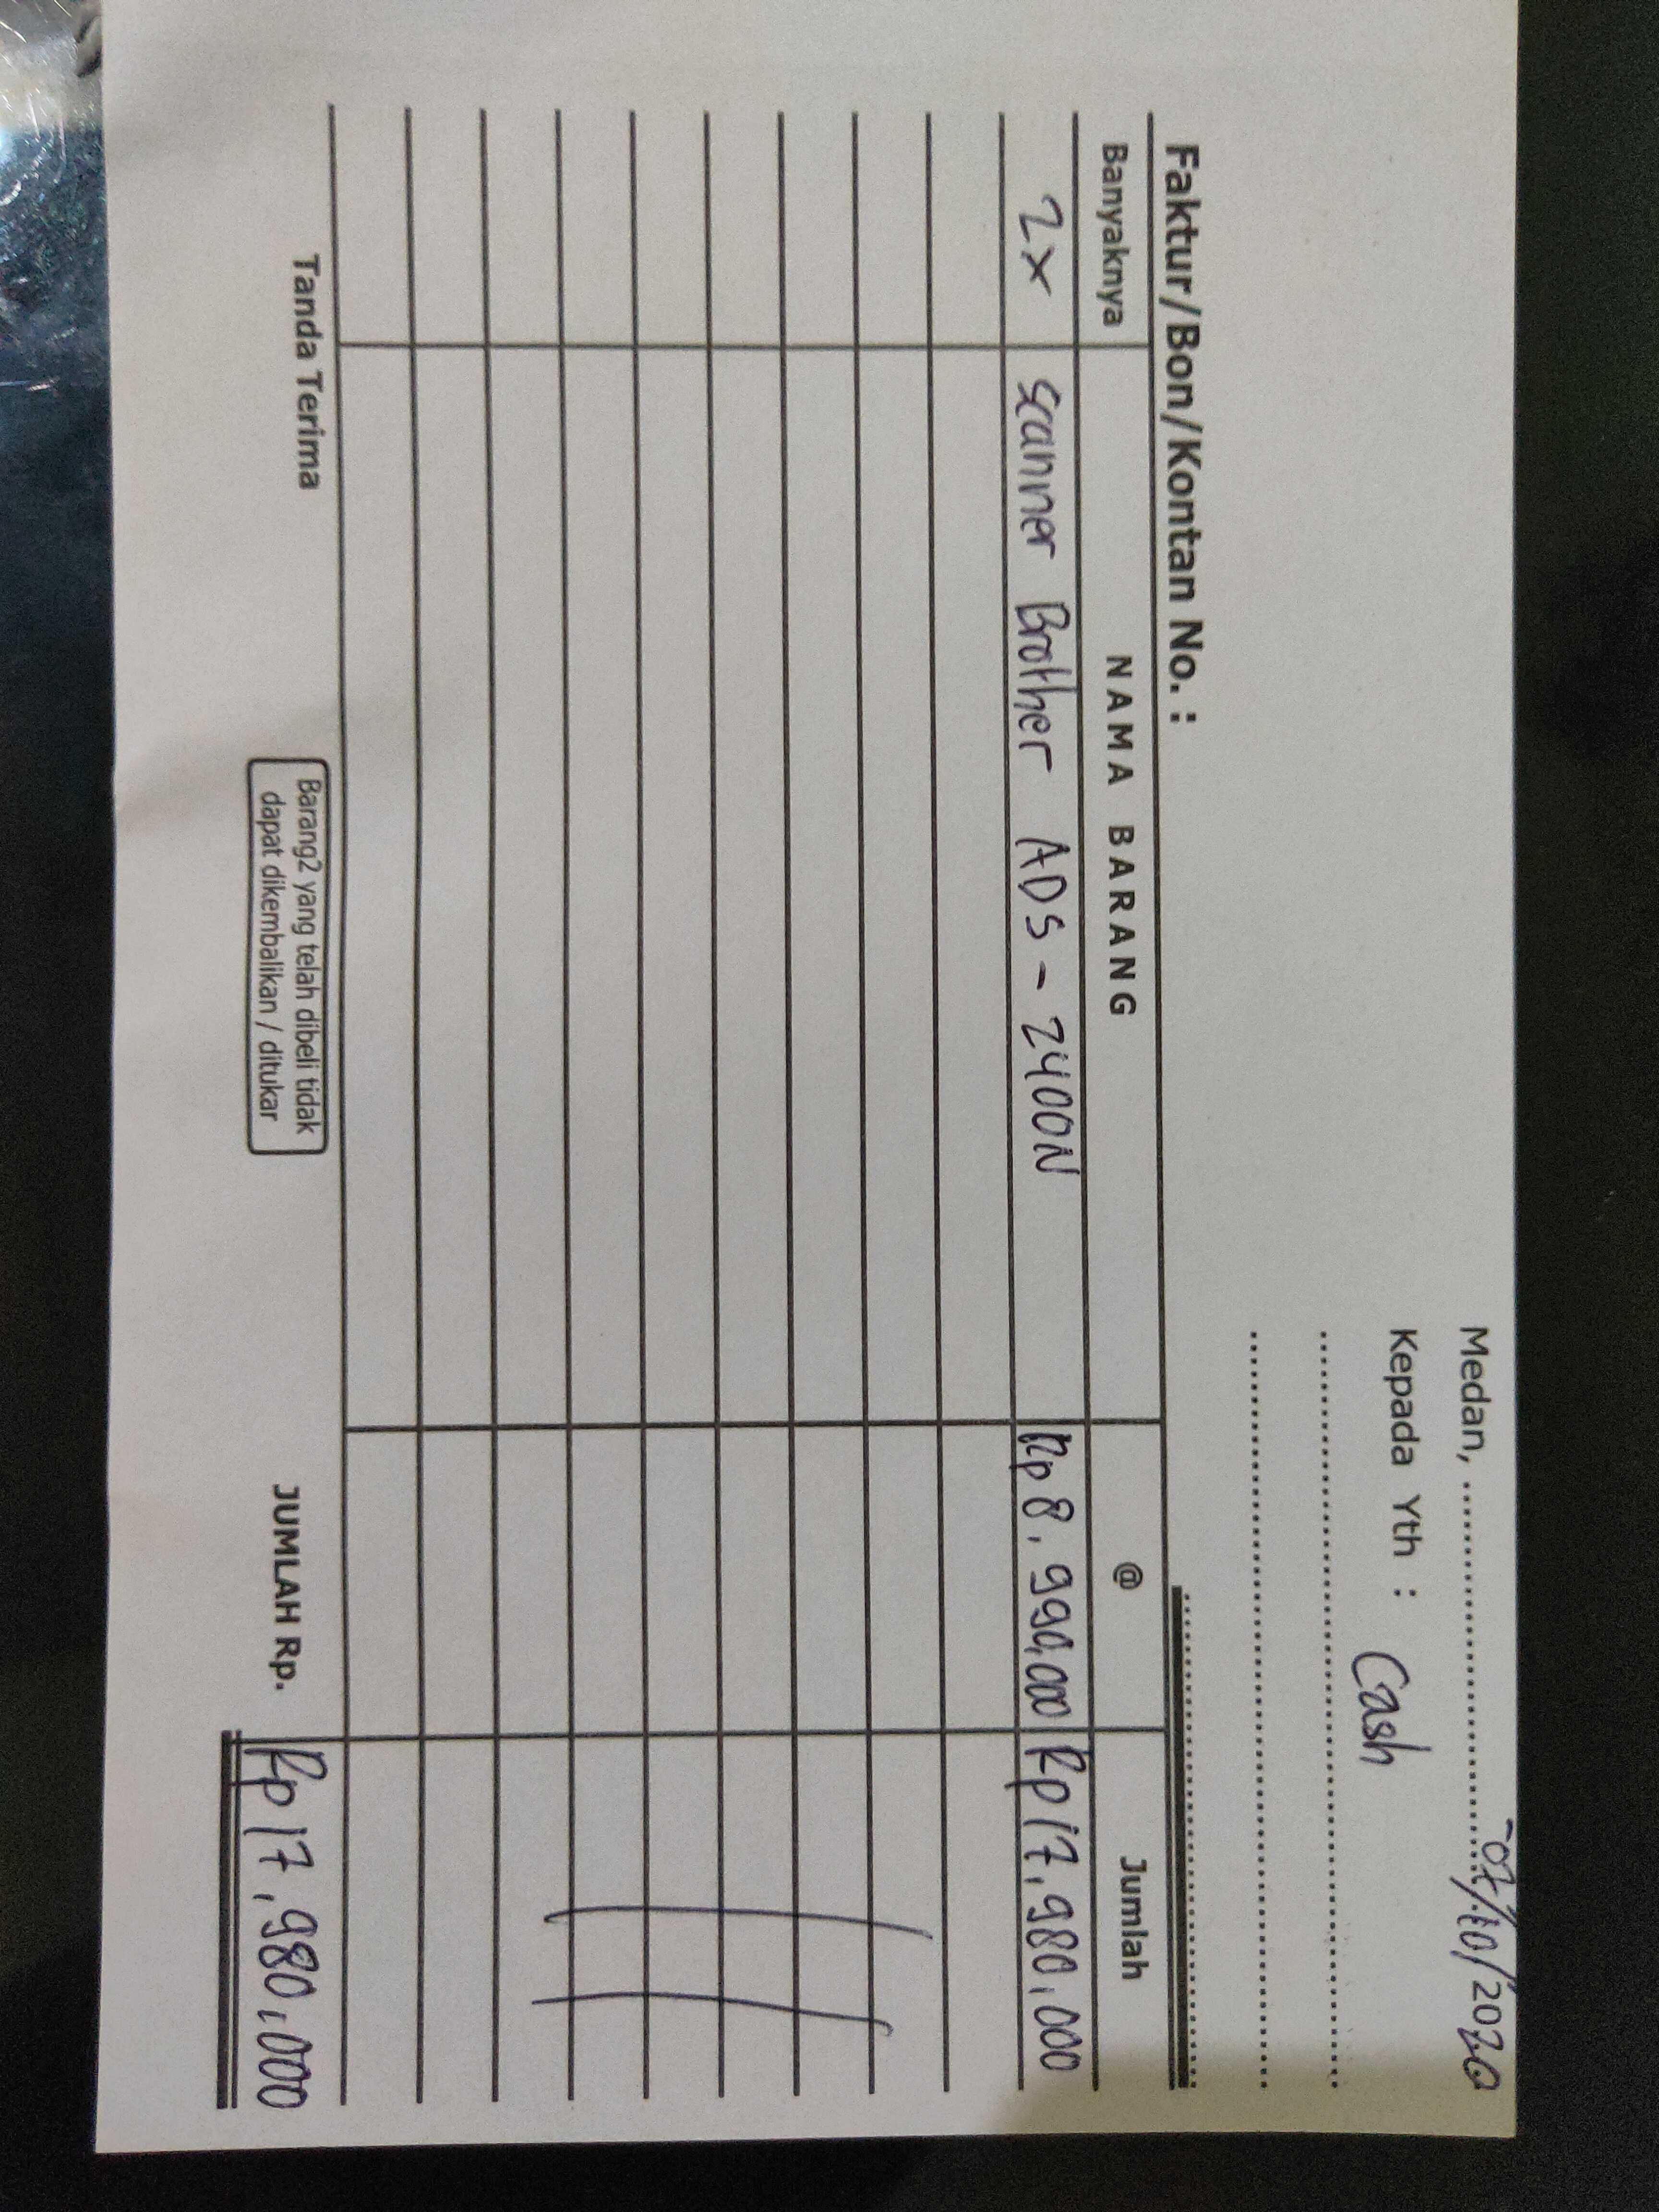 Medan, 07/10/2020
Kepada Yth : Cash
Faktur/Bon/Kontan No. :
Banyaknya NAMA BARANG @ Jumlah
2x Scanner Brother ADS - 2400N Rp 8.990.000 Rp 17.980.000
Tanda Terima
Barang2 yang telah dibeli tidak
dapat dikembalikan / ditukar
JUMLAH Rp. Rp 17.980.000